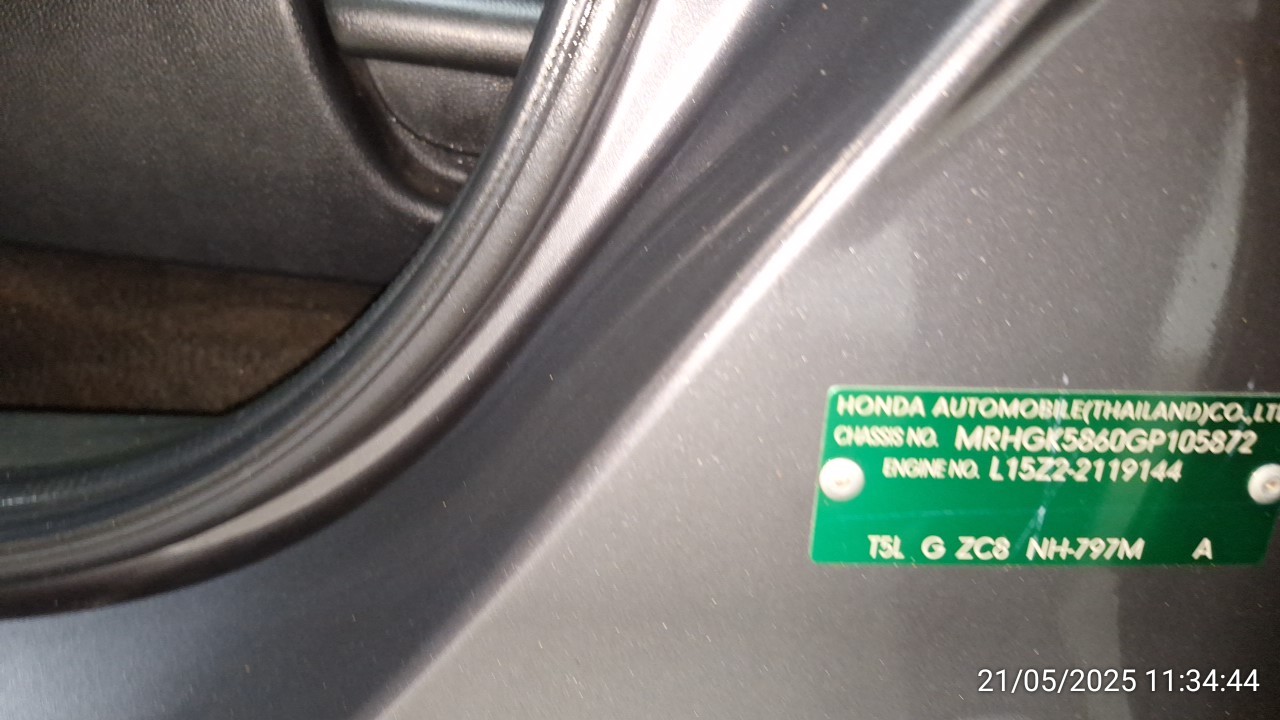 HONDA AUTOMOBILE(THAILAND)CO.,LT
CHASSIS NO. MRHGK5860GP105872
ENGINE NO. L15Z2-2119144
T5L G ZC8 NH-797M A
21/05/2025 11:34:44